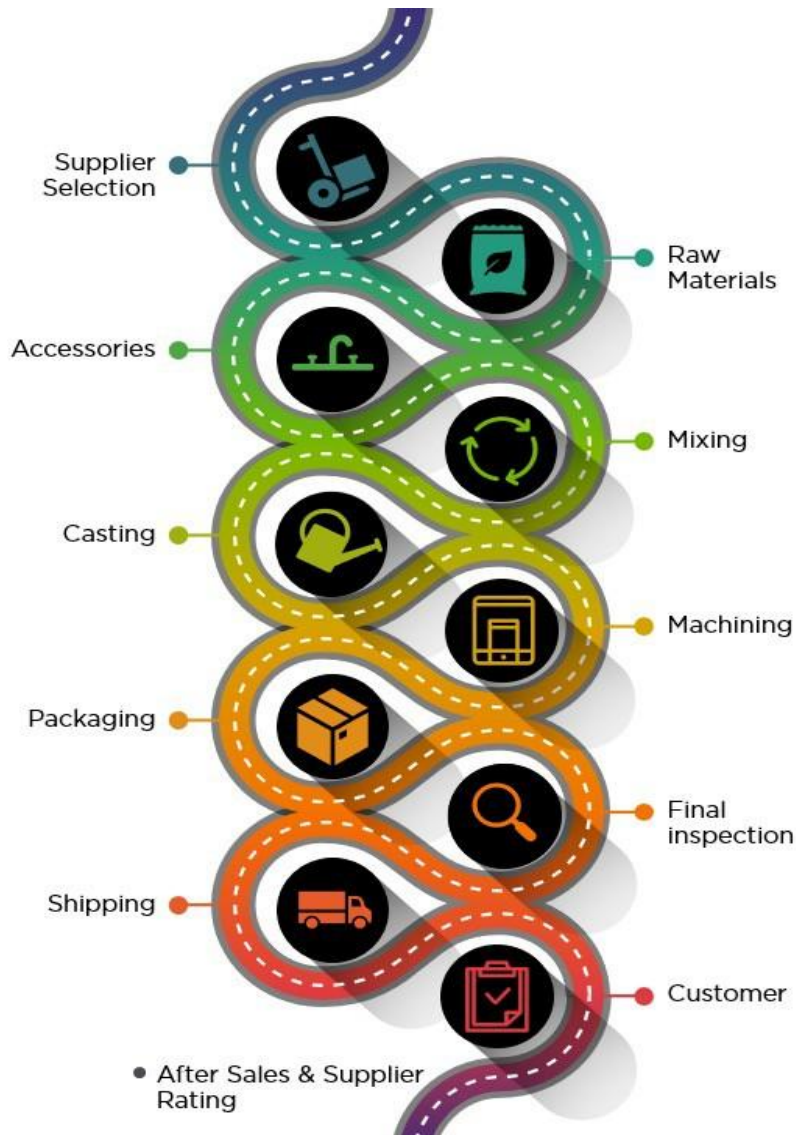 Supplier
Selection
Raw
Materials
Accessories
Mixing
Casting
Machining
Packaging
Final
inspection
Shipping
Customer
• After Sales & Supplier
Rating